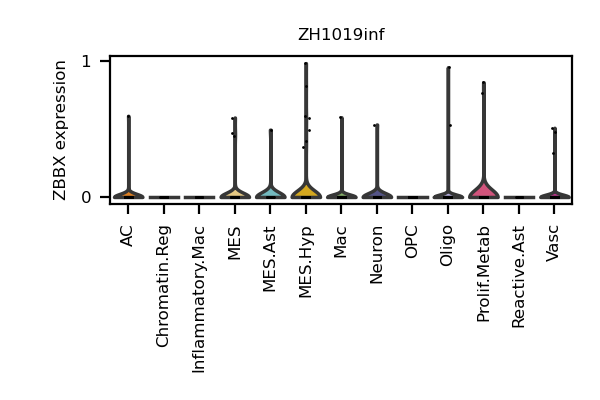 ZH1019inf
ZBBX expression
1
0
AC
Chromatin.Reg
Inflammatory.Mac
MES
MES.Ast
MES.Hyp
Mac
Neuron
OPC
Oligo
Prolif.Metab
Reactive.Ast
Vasc